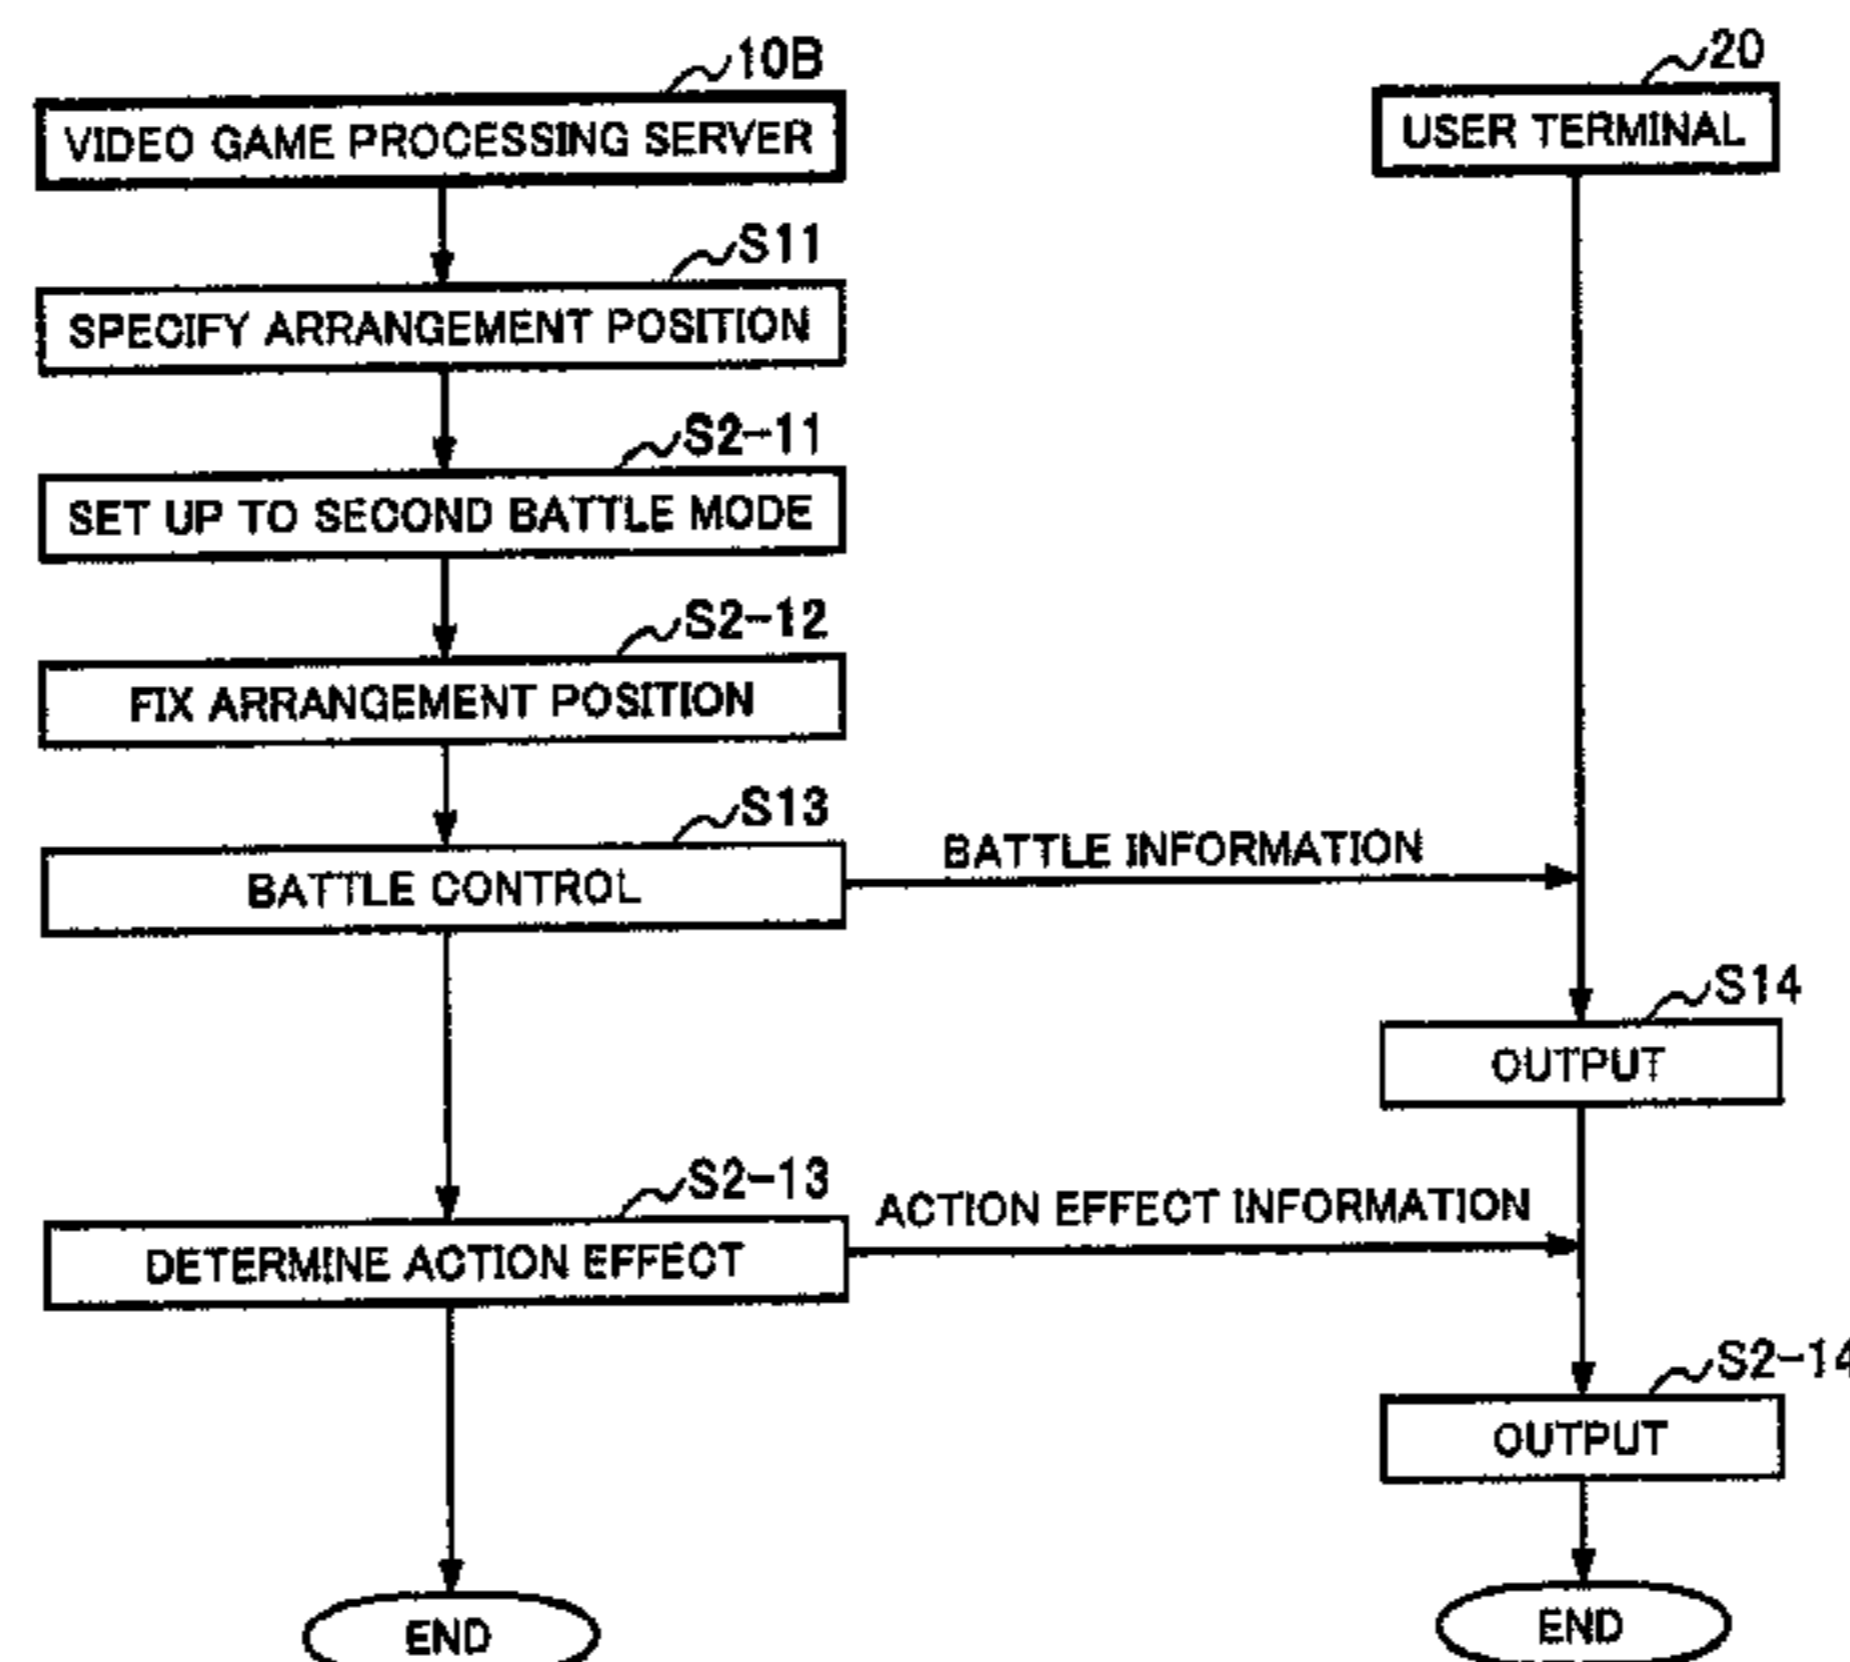 10B
20
VIDEO GAME PROCESSING SERVER
USER TERMINAL
S11
SPECIFY ARRANGEMENT POSITION
S2-11
SET UP TO SECOND BATTLE MODE
S2-12
FIX ARRANGEMENT POSITION
S13
BATTLE CONTROL
BATTLE INFORMATION
S14
OUTPUT
S2-13
DETERMINE ACTION EFFECT
ACTION EFFECT INFORMATION
S2-14
OUTPUT
END
END